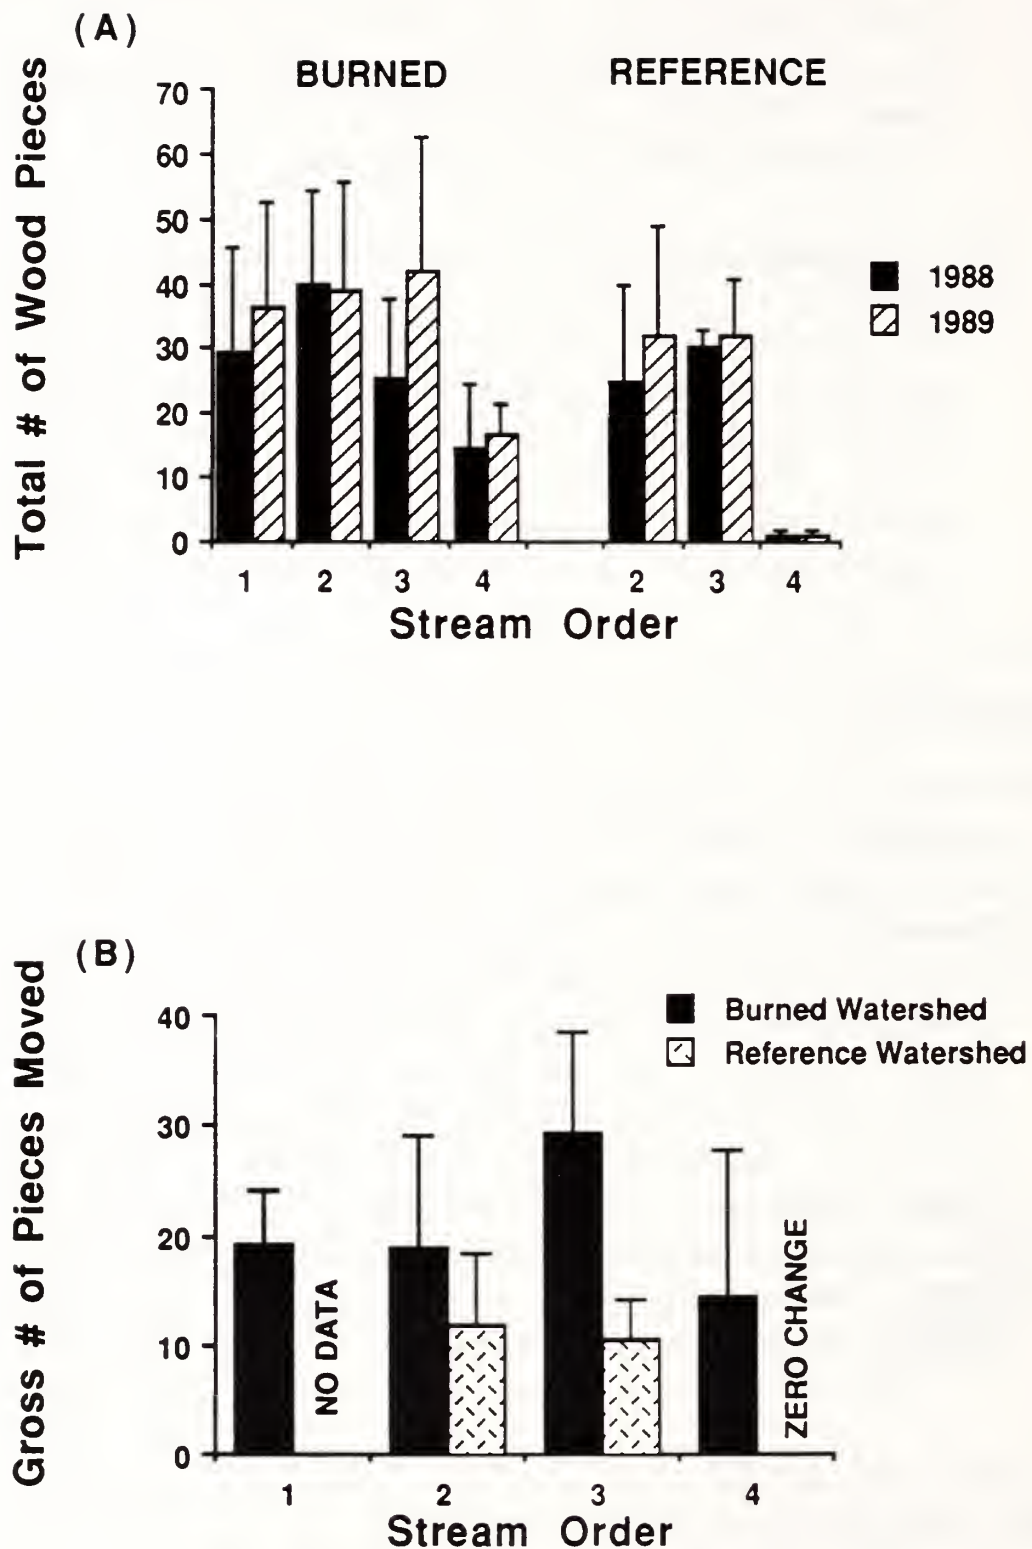 (A)
BURNED REFERENCE
Total # of Wood Pieces
70
60
50
40
30
20
10
0
1988
1989
1 2 3 4 2 3 4
Stream Order
(B)
Gross # of Pieces Moved
40
30
20
10
0
Burned Watershed
Reference Watershed
NO DATA
ZERO CHANGE
1 2 3 4
Stream Order